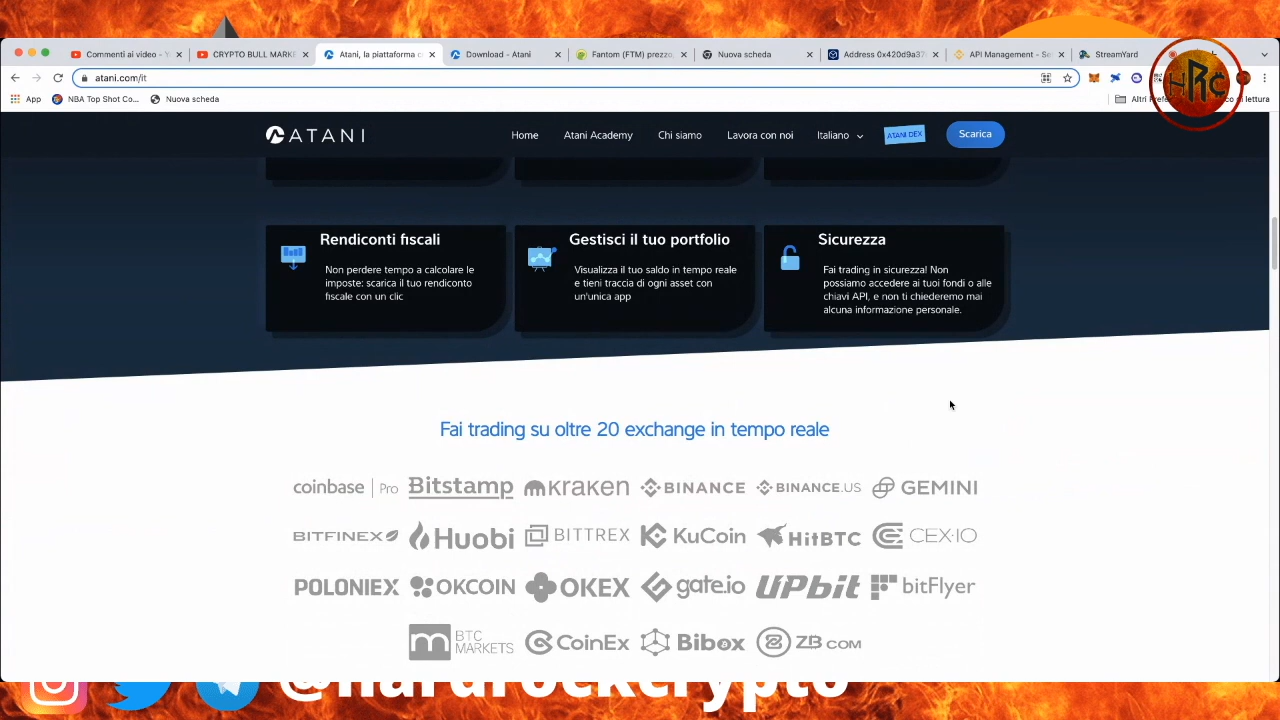 Commenti ai video - Y
CRYPTO BULL MARKE
Atani, la piattaforma c
Download - Atani
Fantom (FTM) prezzo,
Nuova scheda
Address 0x420d9a37
API Management - Se
StreamYard
atani.com/it
App
NBA Top Shot Co...
Nuova scheda
Altri Prefe
o di lettura
HRC
ATANI
Home
Atani Academy
Chi siamo
Lavora con noi
Italiano
ATANI DEX
Scarica
Rendiconti fiscali
Non perdere tempo a calcolare le
imposte: scarica il tuo rendiconto
fiscale con un clic
Gestisci il tuo portfolio
Visualizza il tuo saldo in tempo reale
e tieni traccia di ogni asset con
un'unica app
Sicurezza
Fai trading in sicurezza! Non
possiamo accedere ai tuoi fondi o alle
chiavi API, e non ti chiederemo mai
alcuna informazione personale.
Fai trading su oltre 20 exchange in tempo reale
coinbase | Pro
Bitstamp
kraken
BINANCE
BINANCE.US
GEMINI
BITFINEX
Huobi
BITTREX
KuCoin
HitBTC
CEX·IO
POLONIEX
OKCOIN
OKEX
gate.io
UPbit
bitFlyer
m BTC
MARKETS
CoinEx
Bibox
ZB.COM
@hardrockcrypto